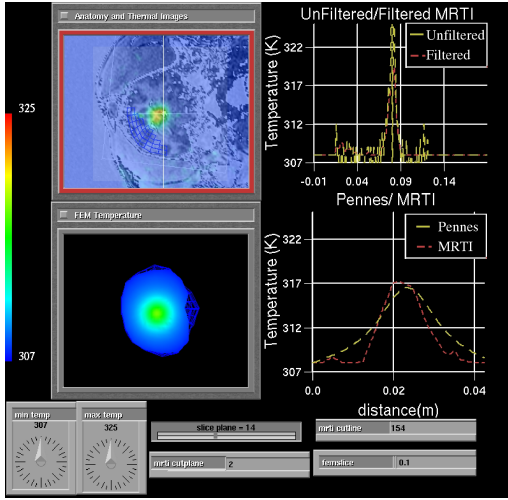 Anatomy and Thermal Images
325
307
FEM Temperature
UnFiltered/Filtered MRTI
Unfiltered
Filtered
Temperature (K)
322
317
312
307
-0.01 0.04 0.09 0.14
Pennes/ MRTI
Pennes
MRTI
Temperature (K)
322
317
312
307
0.0 0.02 0.04
distance(m)
min temp
307
max temp
325
slice plane = 14
mrti cutplane 2
mrti cutline 154
femslice 0.1